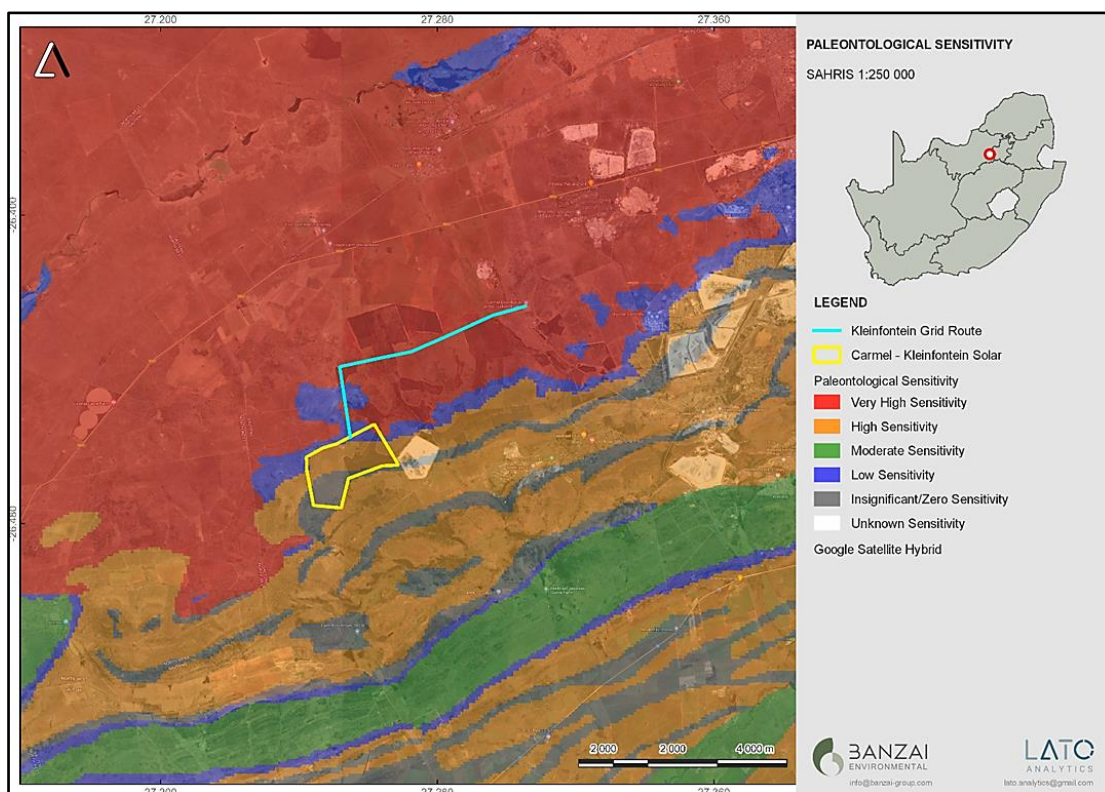 27.200
27.280
27.360
-26.400
-26.480
27.200
27.280
27.360
2 000
2 000
4 000 m
PALEONTOLOGICAL SENSITIVITY
SAHRIS 1:250 000
LEGEND
Kleinfontein Grid Route
Carmel - Kleinfontein Solar
Paleontological Sensitivity
Very High Sensitivity
High Sensitivity
Moderate Sensitivity
Low Sensitivity
Insignificant/Zero Sensitivity
Unknown Sensitivity
Google Satellite Hybrid
BANZAI
ENVIRONMENTAL
info@banzai-group.com
LATO
ANALYTICS
lato.analytics@gmail.com